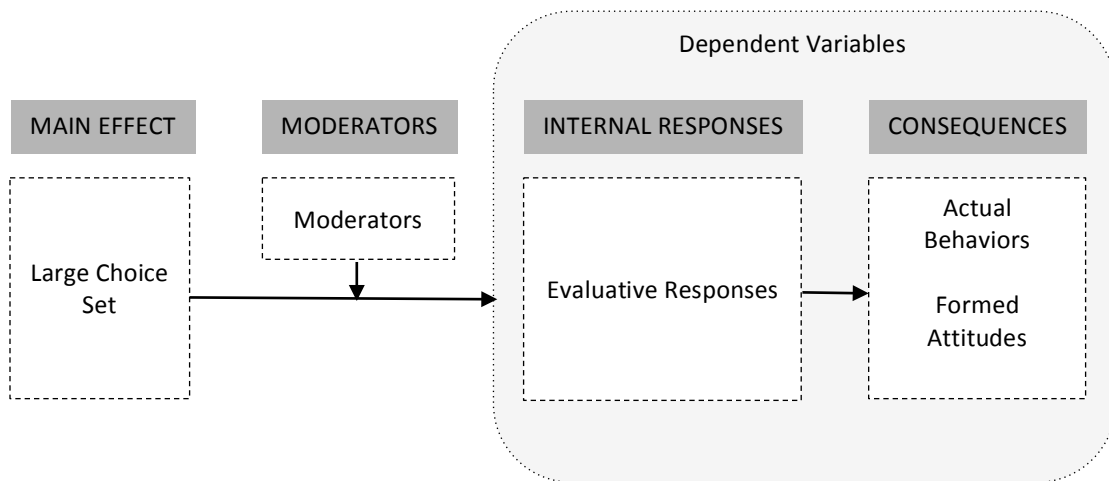 Dependent Variables
MAIN EFFECT
MODERATORS
INTERNAL RESPONSES
CONSEQUENCES
Large Choice
Set
Moderators
Evaluative Responses
Actual
Behaviors
Formed
Attitudes